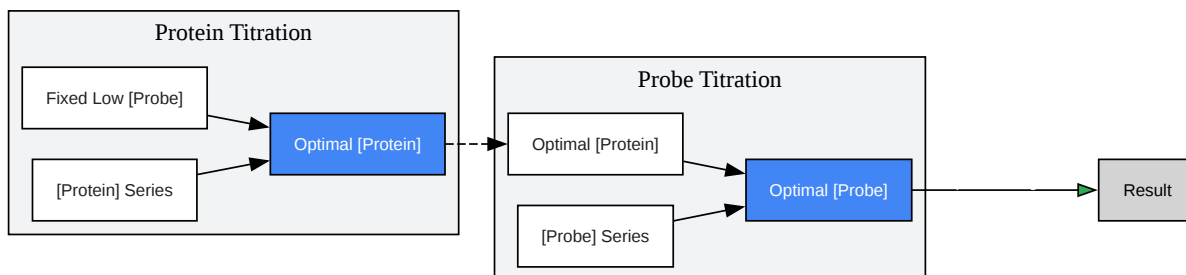 Protein Titration
Fixed Low [Probe]
[Protein] Series
Optimal [Protein]
Probe Titration
Optimal [Protein]
[Probe] Series
Optimal [Probe]
Result